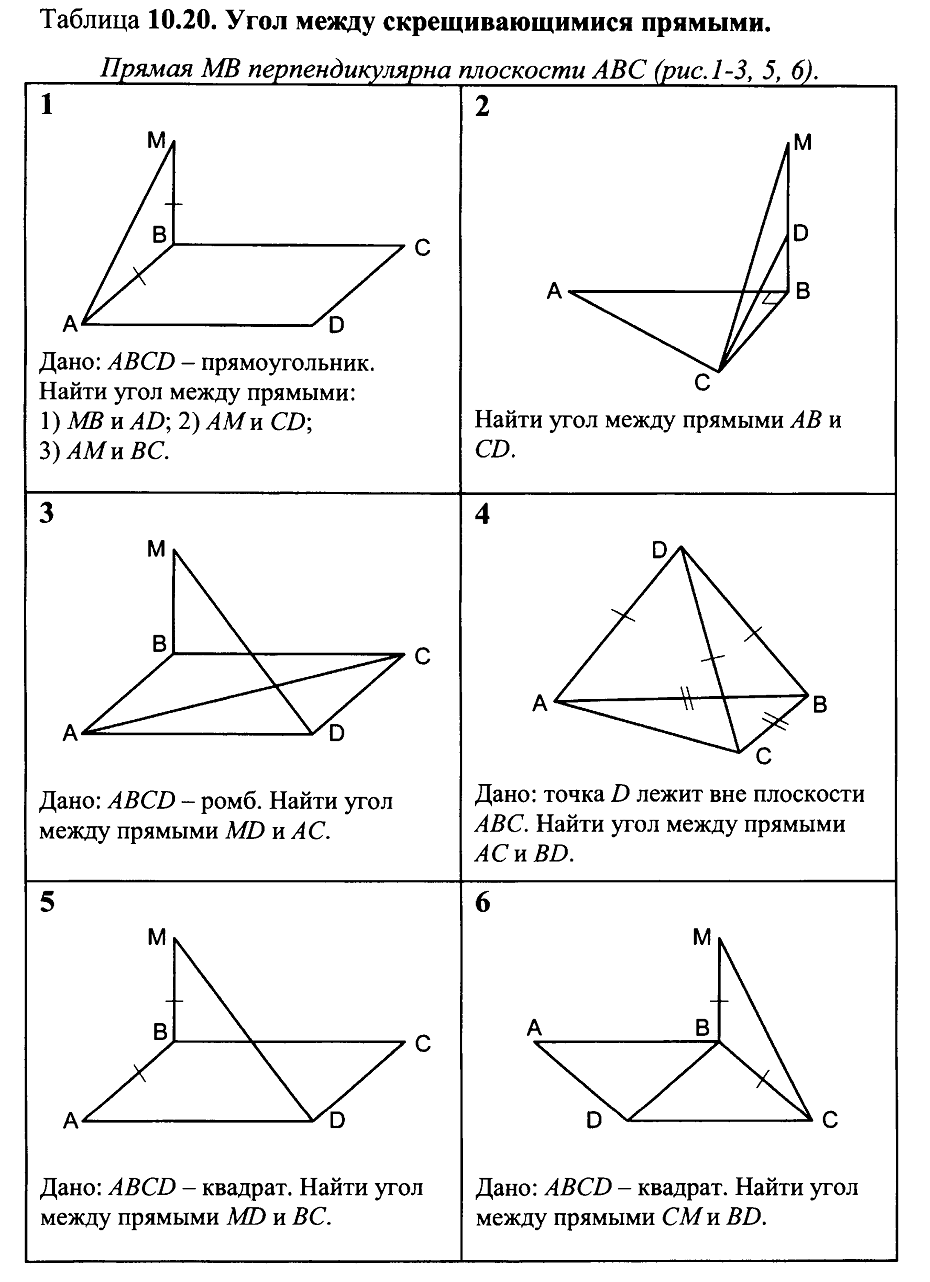 Таблица 10.20. Угол между скрещивающимися прямыми.
Прямая MB перпендикулярна плоскости ABC (рис.1-3, 5, 6).
1
M
B
C
A
D
Дано: ABCD – прямоугольник.
Найти угол между прямыми:
1) MB и AD; 2) AM и CD;
3) AM и BC.
2
M
D
A
B
C
Найти угол между прямыми AB и
CD.
3
M
B
C
A
D
Дано: ABCD – ромб. Найти угол
между прямыми MD и AC.
4
D
A
B
C
Дано: точка D лежит вне плоскости
ABC. Найти угол между прямыми
AC и BD.
5
M
B
C
A
D
Дано: ABCD – квадрат. Найти угол
между прямыми MD и BC.
6
M
A
B
D
C
Дано: ABCD – квадрат. Найти угол
между прямыми CM и BD.